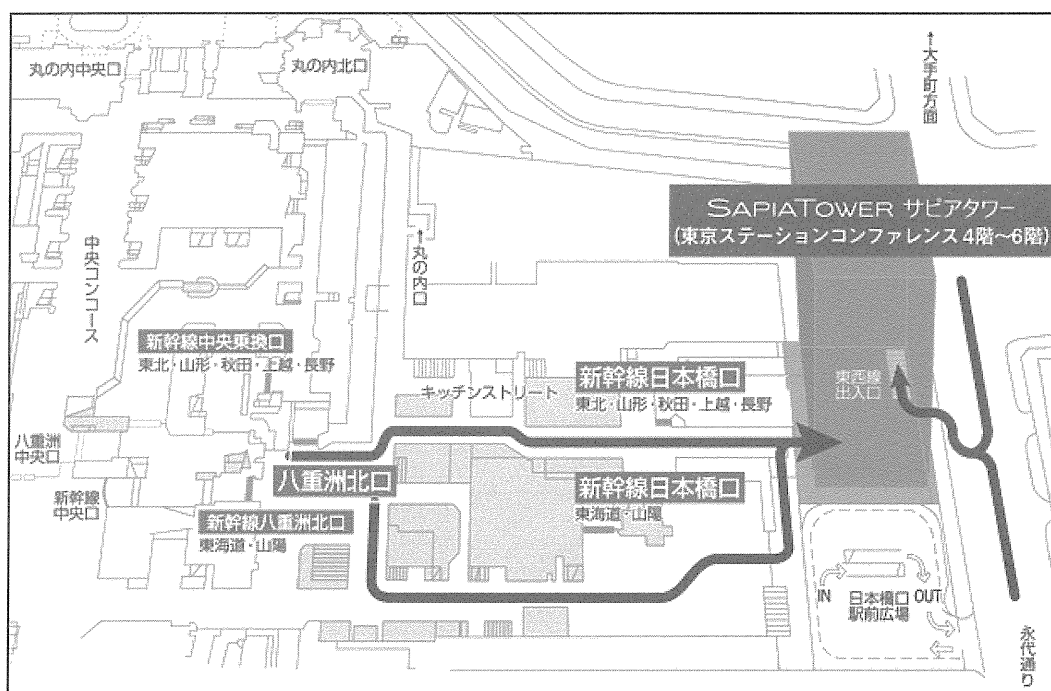 丸の内中央口
丸の内北口
↑大手町方面
SAPIATOWER サピアタワー
(東京ステーションコンファレンス4階~6階)
中央コンコース
↑丸の内口
新幹線中央乗換口
東北・山形・秋田・上越・長野
キッチンストリート
新幹線日本橋口
東北・山形・秋田・上越・長野
東西線
出入口
八重洲
中央口
八重洲北口
新幹線
中央口
新幹線八重洲北口
東海道・山陽
新幹線日本橋口
東海道・山陽
IN
日本橋口
駅前広場
OUT
永代通り